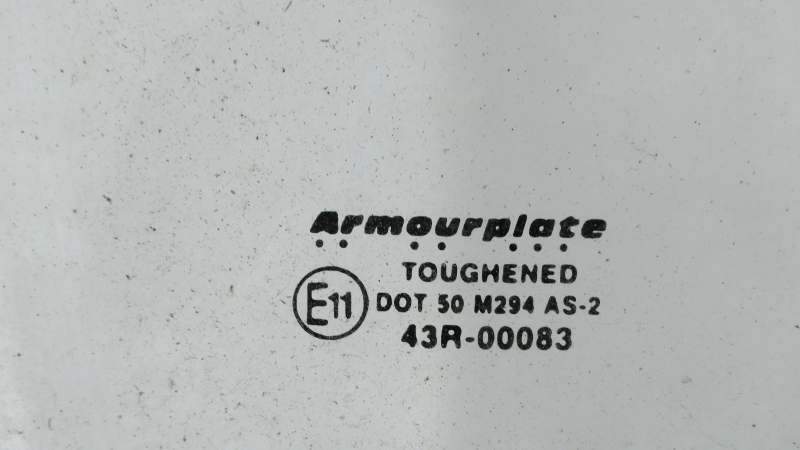 Armourplate
TOUGHENED
E11 DOT 50 M294 AS-2
43R-00083